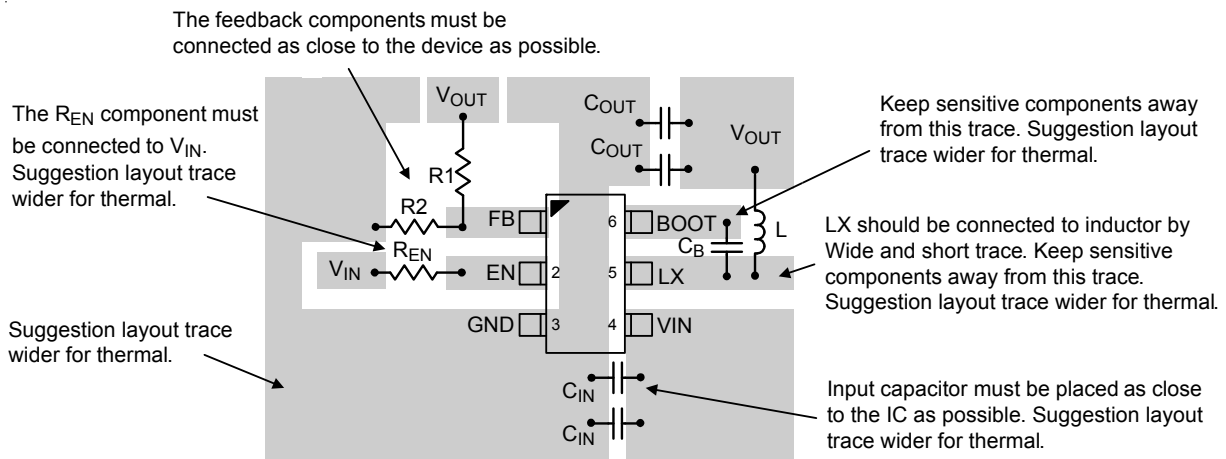 The feedback components must be
connected as close to the device as possible.
The REN component must
be connected to VIN.
Suggestion layout trace
wider for thermal.
Suggestion layout trace
wider for thermal.
VOUT
R1
R2
REN
VIN
FB
EN
2
GND
3
6
BOOT
5
LX
4
VIN
COUT
COUT
VOUT
CB
L
CIN
CIN
Keep sensitive components away
from this trace. Suggestion layout
trace wider for thermal.
LX should be connected to inductor by
Wide and short trace. Keep sensitive
components away from this trace.
Suggestion layout trace wider for thermal.
Input capacitor must be placed as close
to the IC as possible. Suggestion layout
trace wider for thermal.